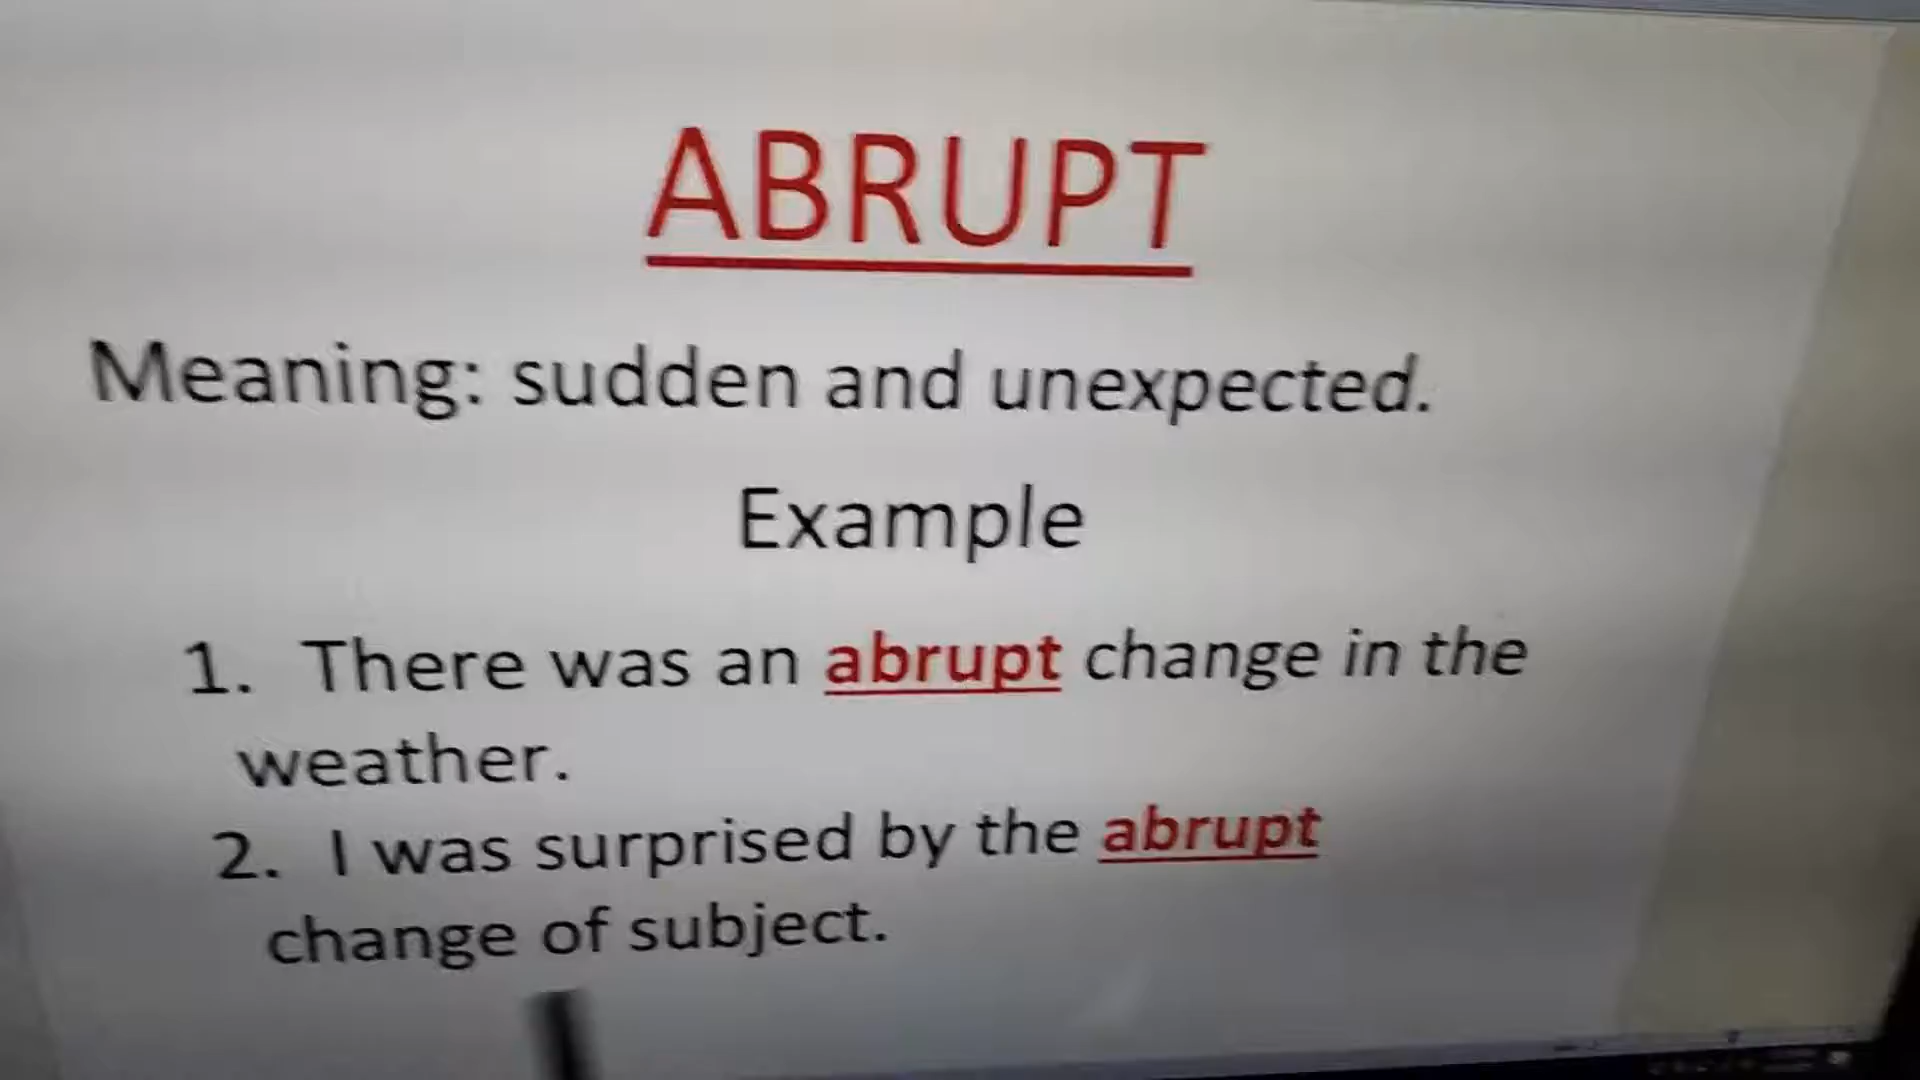 ABRUPT
Meaning: sudden and unexpected.
Example
1. There was an abrupt change in the
weather.
2. I was surprised by the abrupt
change of subject.